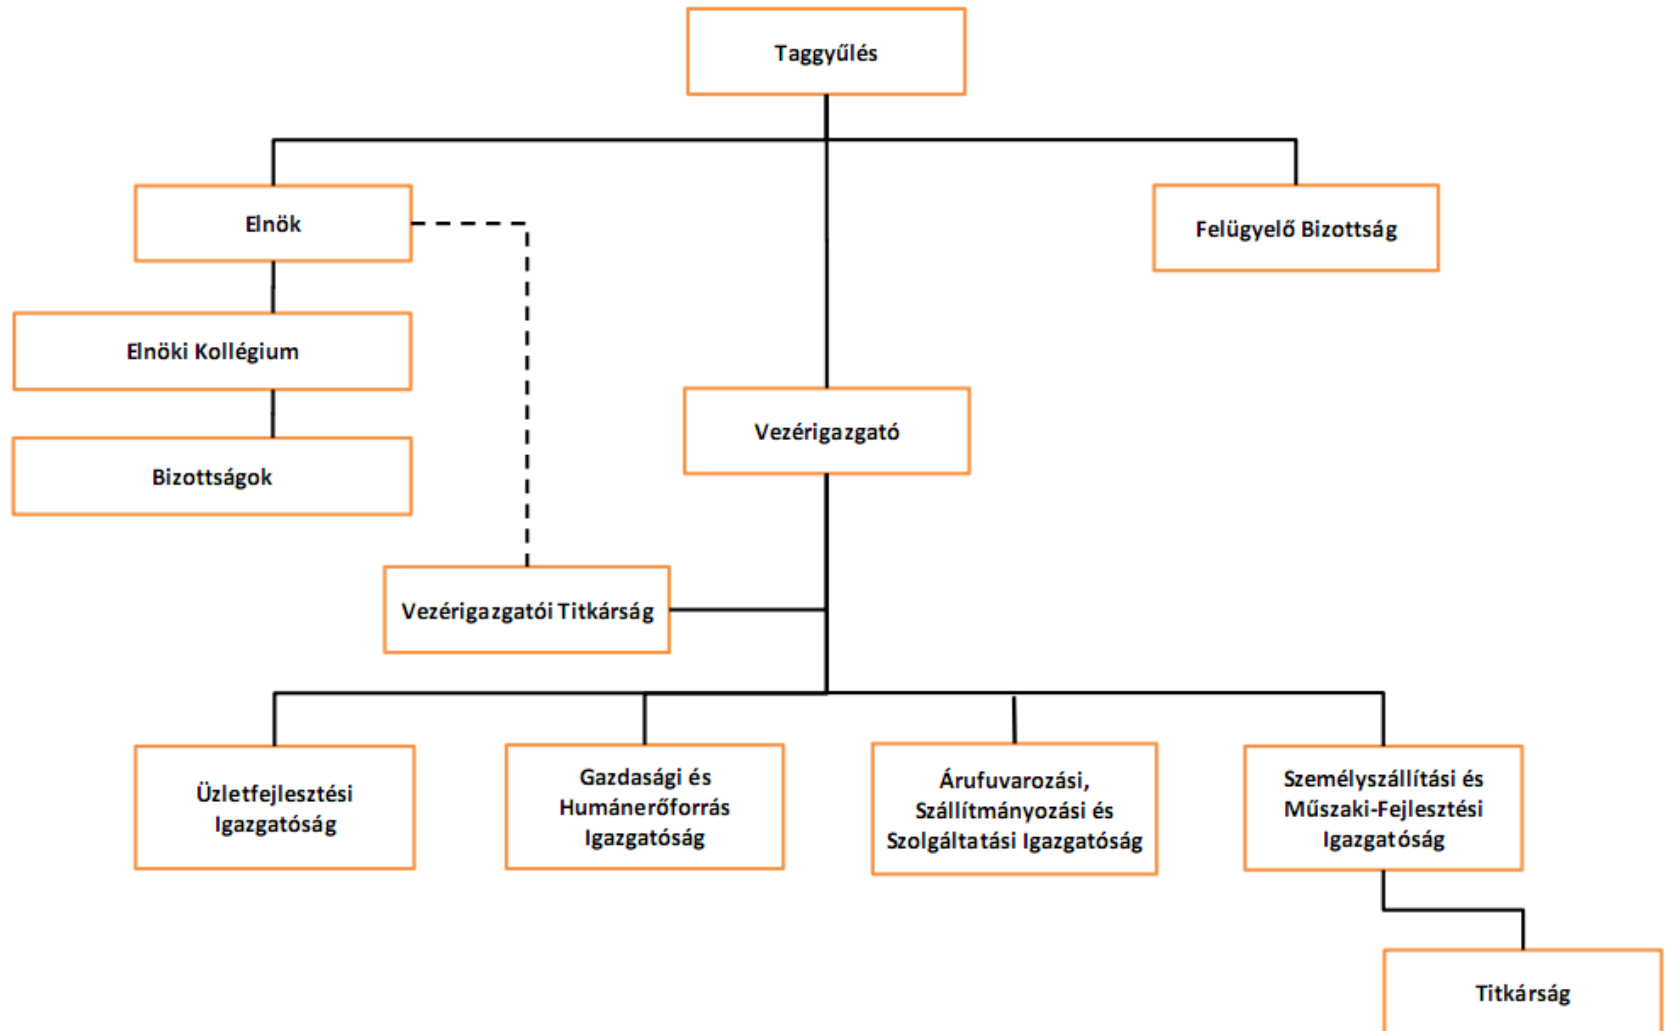 Taggyűlés
Elnök
Felügyelő Bizottság
Elnöki Kollégium
Vezérigazgató
Bizottságok
Vezérigazgatói Titkárság
Üzletfejlesztési
Igazgatóság
Gazdasági és
Humánerőforrás
Igazgatóság
Árufuvarozási,
Szállítmányozási és
Szolgáltatási Igazgatóság
Személyszállítási és
Műszaki-Fejlesztési
Igazgatóság
Titkárság